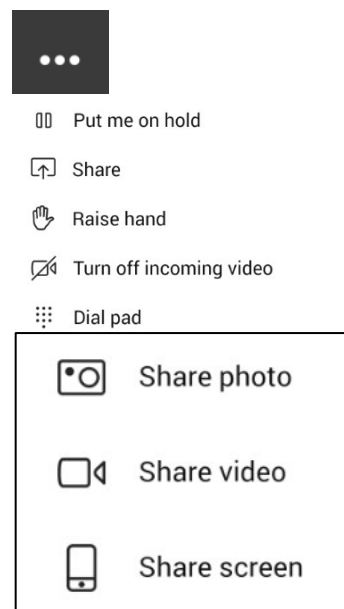 Put me on hold
Share
Raise hand
Turn off incoming video
Dial pad
Share photo
Share video
Share screen